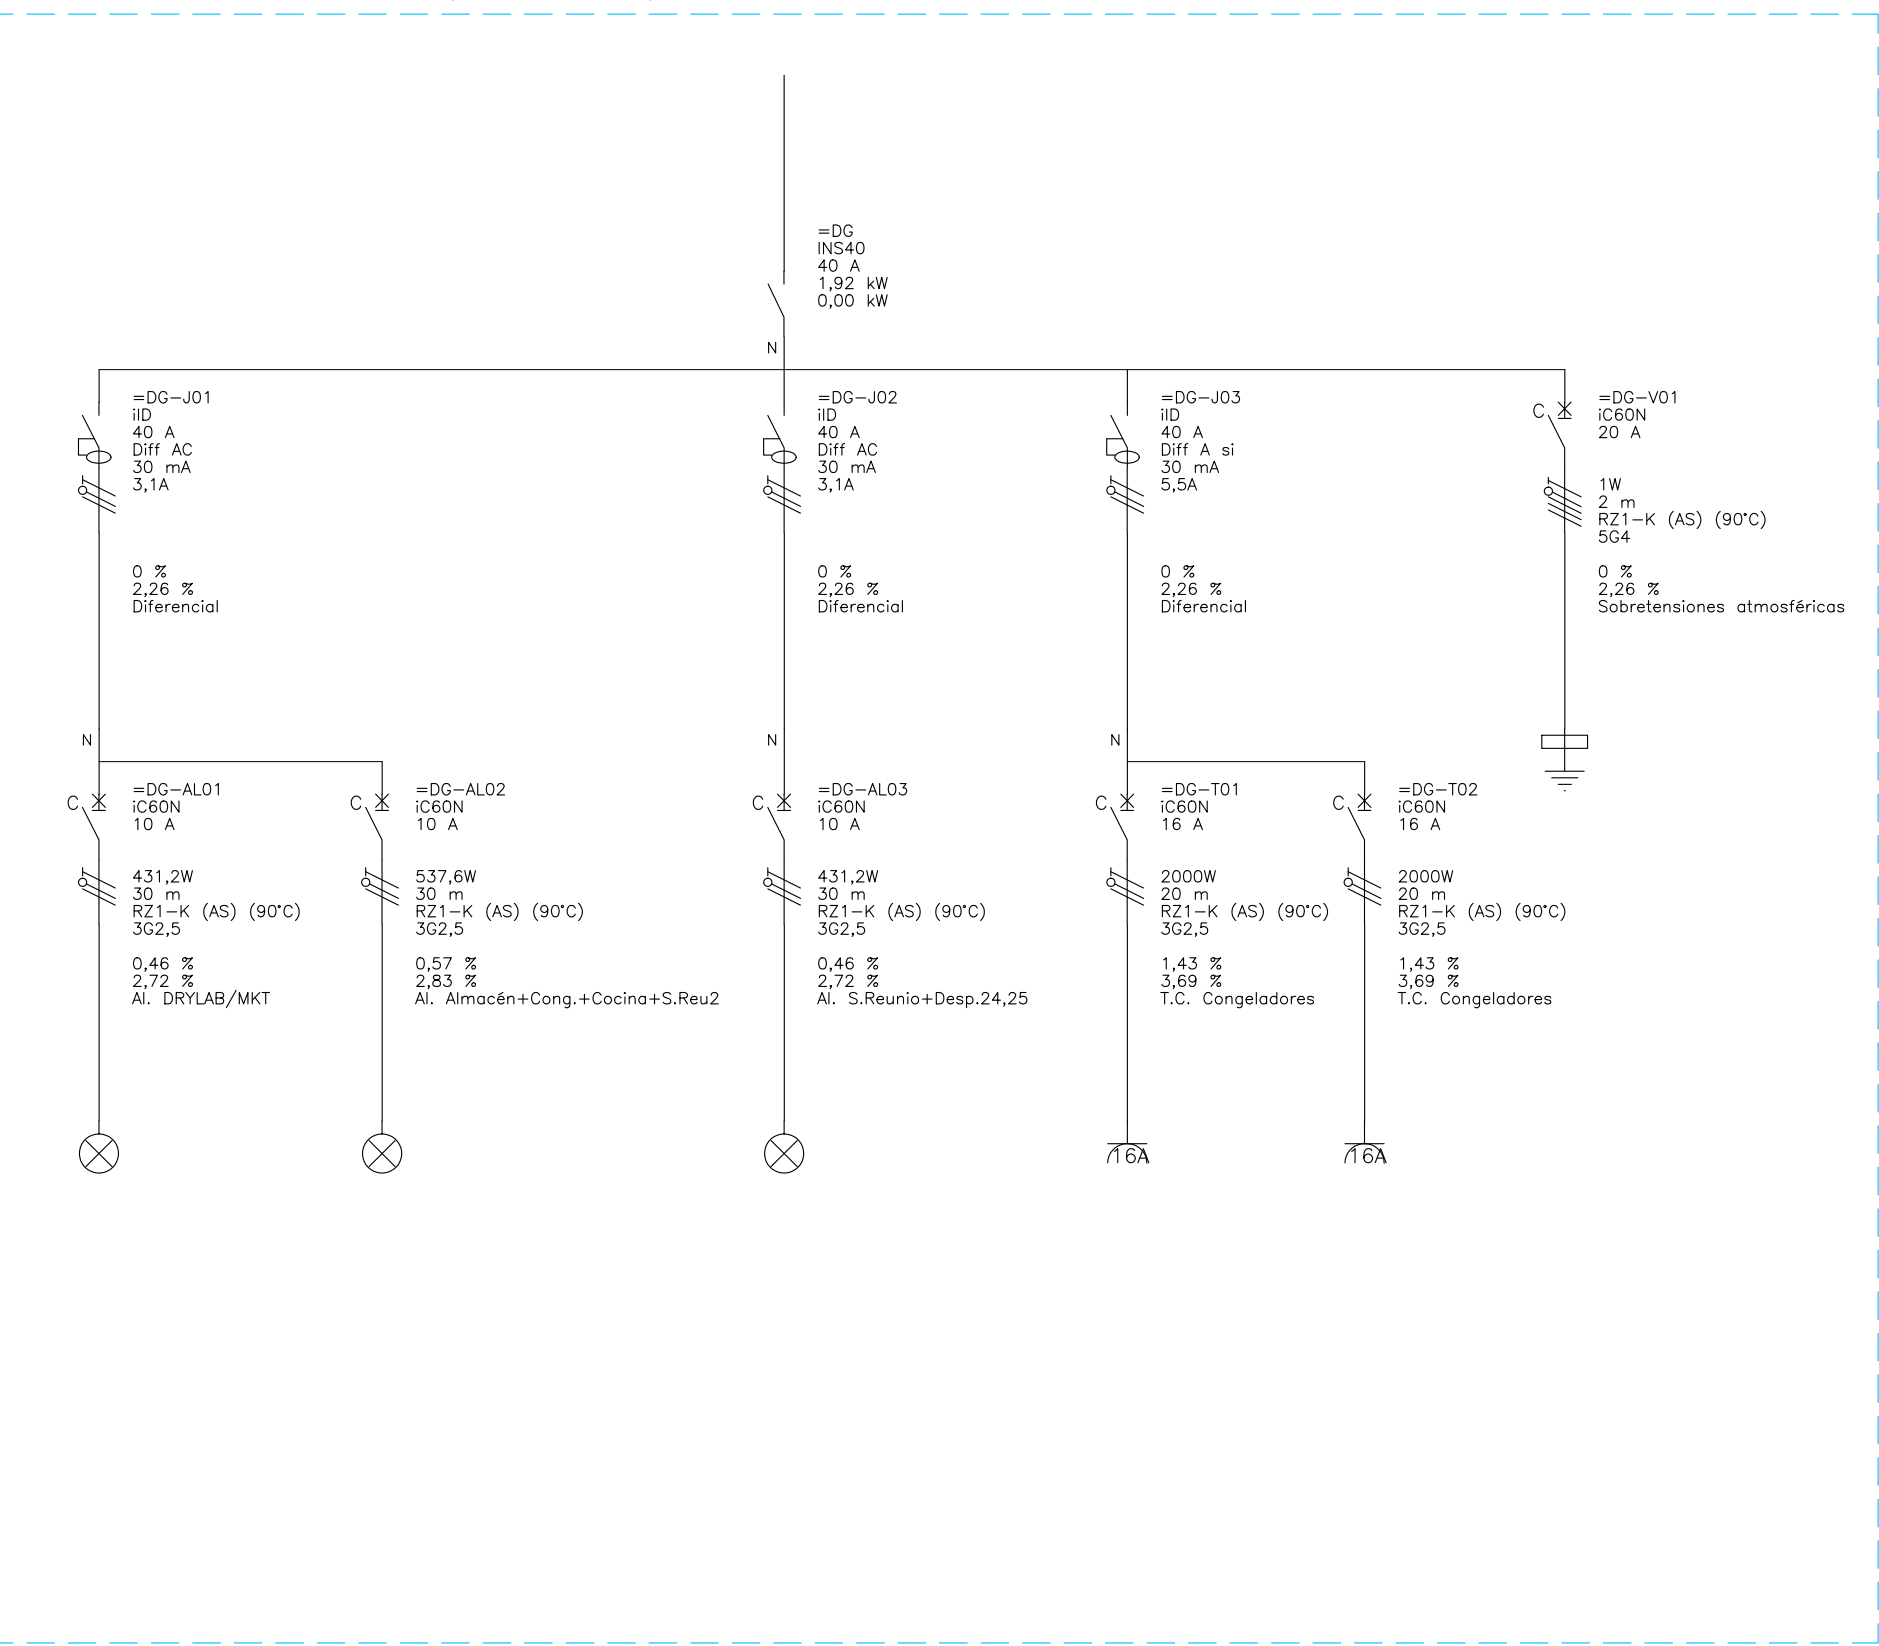 =DG
INS40
40 A
1,92 kW
0,00 kW
N
=DG-J01
iID
40 A
Diff AC
30 mA
3,1A
0 %
2,26 %
Diferencial
=DG-J02
iID
40 A
Diff AC
30 mA
3,1A
0 %
2,26 %
Diferencial
=DG-J03
iID
40 A
Diff A si
30 mA
5,5A
0 %
2,26 %
Diferencial
C
=DG-V01
iC60N
20 A
1W
2 m
RZ1-K (AS) (90°C)
5G4
0 %
2,26 %
Sobretensiones atmosféricas
N
N
N
C
=DG-AL01
iC60N
10 A
431,2W
30 m
RZ1-K (AS) (90°C)
3G2,5
0,46 %
2,72 %
Al. DRYLAB/MKT
C
=DG-AL02
iC60N
10 A
537,6W
30 m
RZ1-K (AS) (90°C)
3G2,5
0,57 %
2,83 %
Al. Almacén+Cong.+Cocina+S.Reu2
C
=DG-AL03
iC60N
10 A
431,2W
30 m
RZ1-K (AS) (90°C)
3G2,5
0,46 %
2,72 %
Al. S.Reunio+Desp.24,25
C
=DG-T01
iC60N
16 A
2000W
20 m
RZ1-K (AS) (90°C)
3G2,5
1,43 %
3,69 %
T.C. Congeladores
16A
C
=DG-T02
iC60N
16 A
2000W
20 m
RZ1-K (AS) (90°C)
3G2,5
1,43 %
3,69 %
T.C. Congeladores
16A